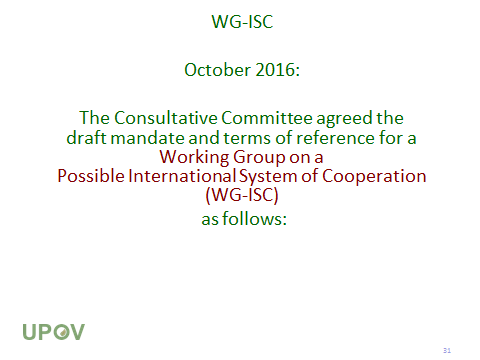 WG-ISC
October 2016:
The Consultative Committee agreed the
draft mandate and terms of reference for a
Working Group on a
Possible International System of Cooperation
(WG-ISC)
as follows:
UPOV
31